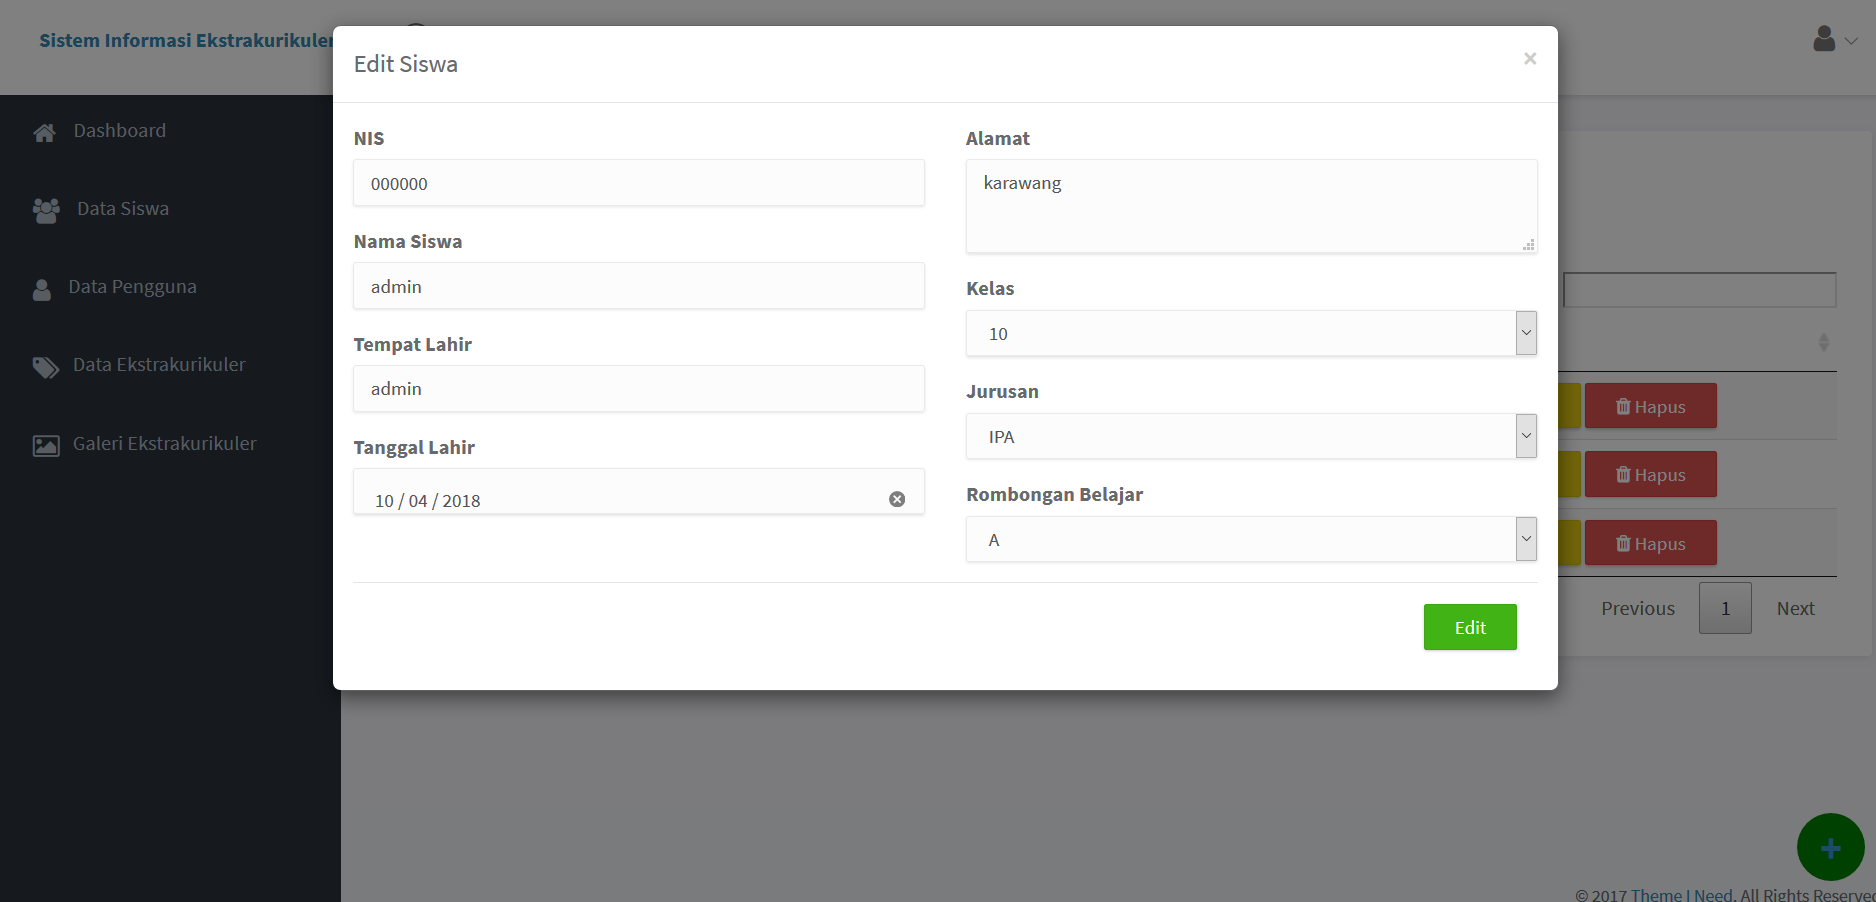 Sistem Informasi Ekstrakurikuler
Dashboard
Data Siswa
Data Pengguna
Data Ekstrakurikuler
Galeri Ekstrakurikuler
Edit Siswa
×
NIS
000000
Nama Siswa
admin
Tempat Lahir
admin
Tanggal Lahir
10 / 04 / 2018
Alamat
karawang
Kelas
10
Jurusan
IPA
Rombongan Belajar
A
Edit
Hapus
Hapus
Hapus
Previous 1 Next
© 2017 Theme I Need. All Rights Reserved